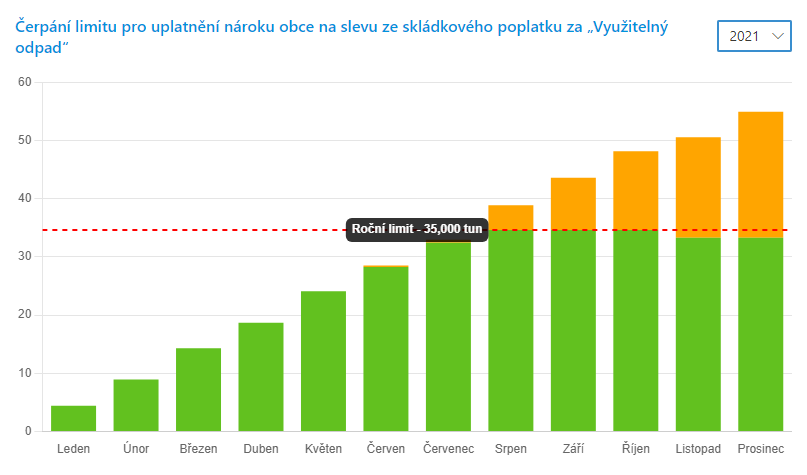 Čerpání limitu pro uplatnění nároku obce na slevu ze skládkového poplatku za „Využitelný
odpad“
2021
60
50
40
Roční limit - 35,000 tun
30
20
10
0
Leden Únor Březen Duben Květen Červen Červenec Srpen Září Říjen Listopad Prosinec